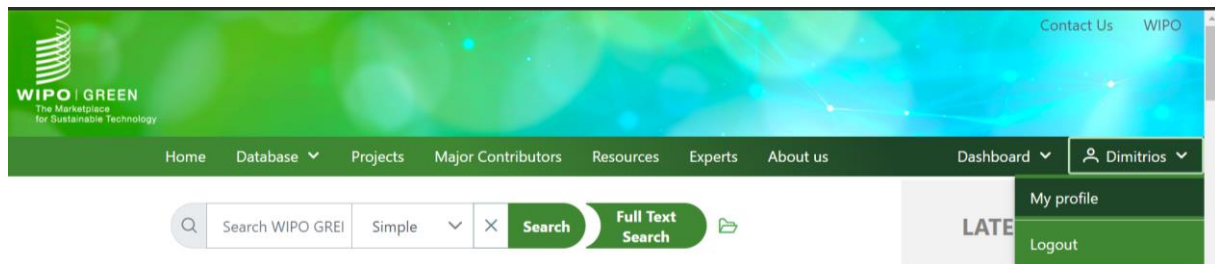 Contact Us WIPO
WIPO | GREEN
The Marketplace
for Sustainable Technology
Home Database Projects Major Contributors Resources Experts About us Dashboard Dimitrios
My profile
Logout
Search WIPO GREI Simple Search Full Text
Search
LATE